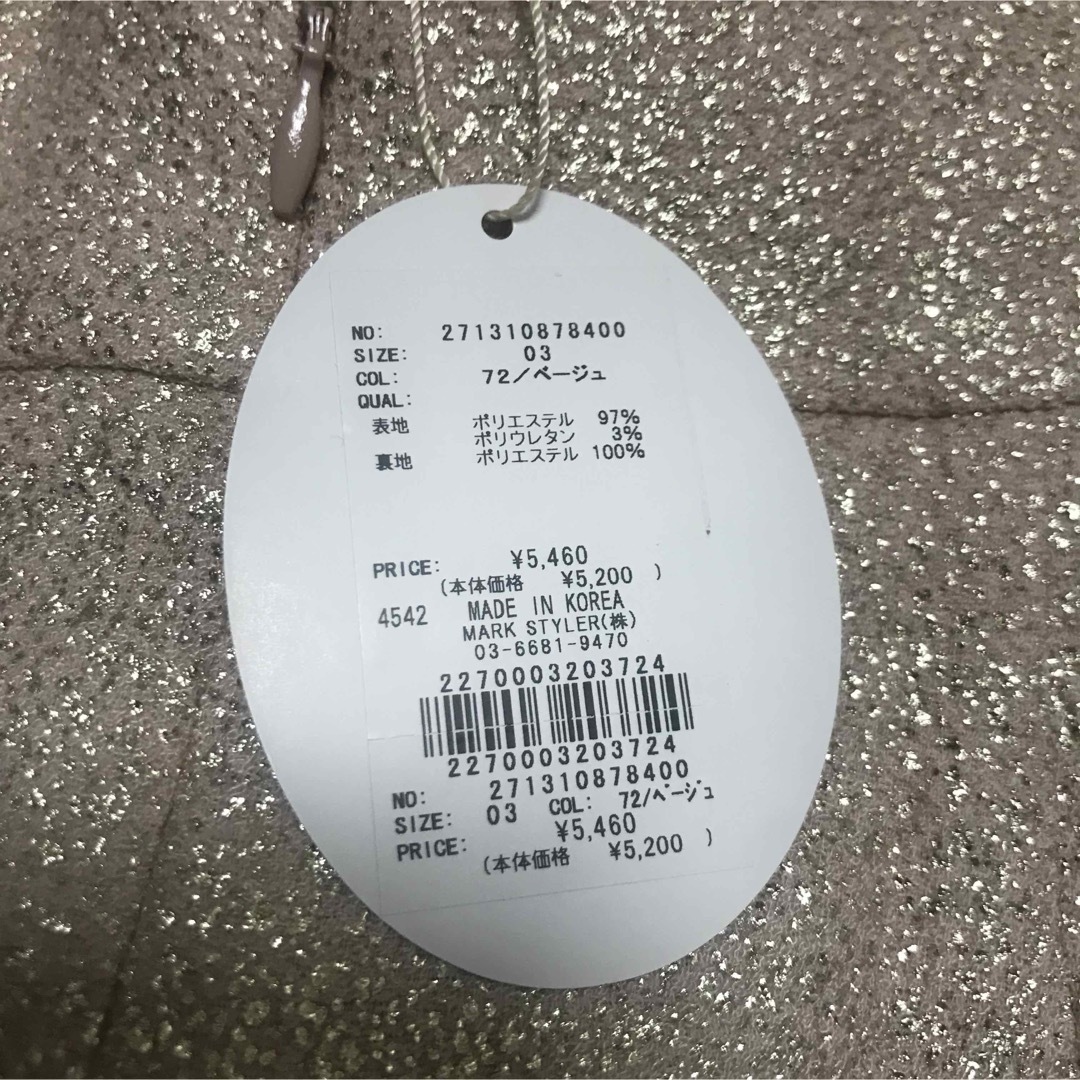 NO: 271310878400
SIZE: 03
COL: 72/ベージュ
QUAL:
表地 ポリエステル 97%
ポリウレタン 3%
裏地 ポリエステル 100%
PRICE: ¥5,460
(本体価格 ¥5,200 )
4542 MADE IN KOREA
MARK STYLER(株)
03-6681-9470
2270003203724
2270003203724
NO: 271310878400
SIZE: 03 COL: 72/ベージュ
PRICE: ¥5,460
(本体価格 ¥5,200 )